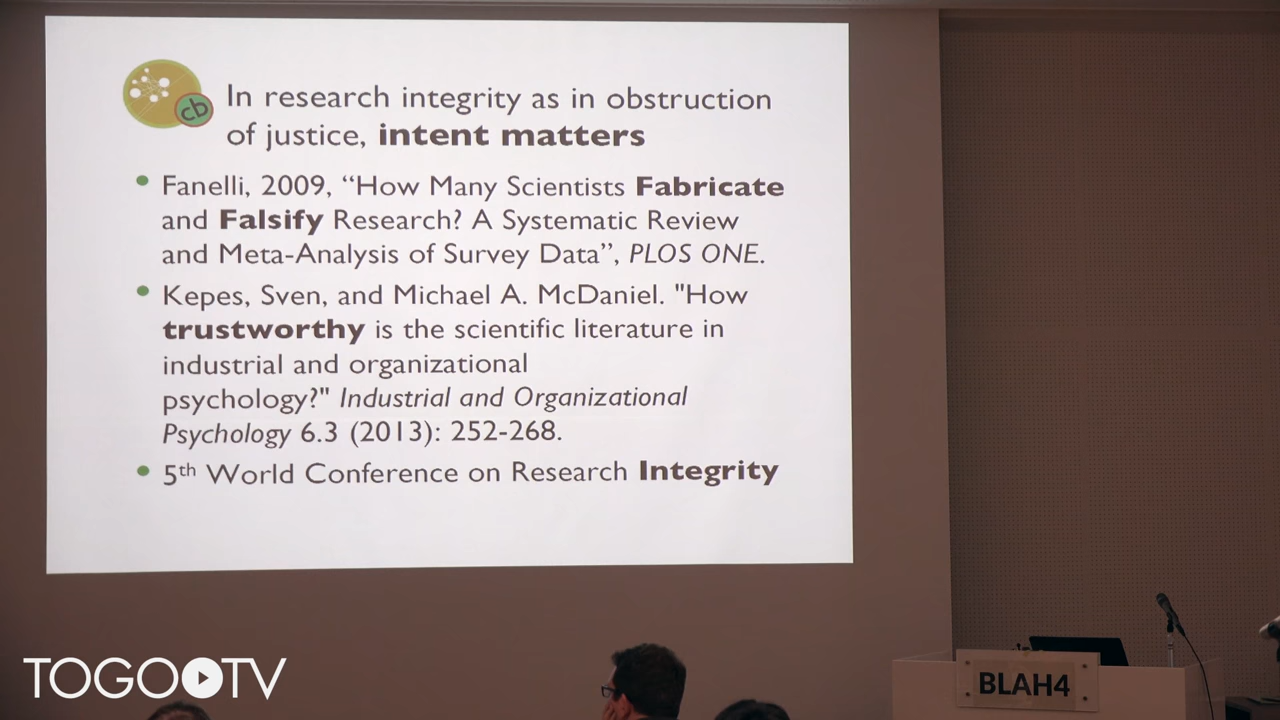 cb
In research integrity as in obstruction
of justice, intent matters
• Fanelli, 2009, “How Many Scientists Fabricate
and Falsify Research? A Systematic Review
and Meta-Analysis of Survey Data”, PLOS ONE.
• Kepes, Sven, and Michael A. McDaniel. "How
trustworthy is the scientific literature in
industrial and organizational
psychology?" Industrial and Organizational
Psychology 6.3 (2013): 252-268.
• 5th World Conference on Research Integrity
TOGO TV
BLAH4